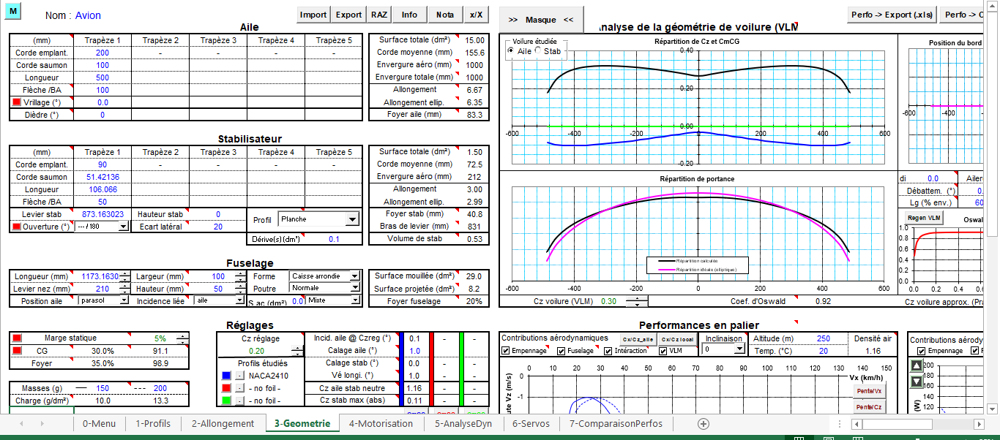 M
Nom : Avion
Import Export RAZ Info Nota x/X
>> Masque <<
Perfo -> Export (.xls) Perfo -> C
Aile
(mm) Trapèze 1 Trapèze 2 Trapèze 3 Trapèze 4 Trapèze 5
Corde emplant. 200 - - - -
Corde saumon 100
Longueur 500
Flèche /BA 100
Vrillage (°) 0.0
Dièdre (°) 0
Surface totale (dm²) 15.00
Corde moyenne (mm) 155.6
Envergure aéro (mm) 1000
Envergure totale (mm) 1000
Allongement 6.67
Allongement ellip. 6.35
Foyer aile (mm) 83.3
Stabilisateur
(mm) Trapèze 1 Trapèze 2 Trapèze 3 Trapèze 4 Trapèze 5
Corde emplant. 90 - - - -
Corde saumon 51.42136
Longueur 106.066
Flèche /BA 50
Levier stab 873.163023 Hauteur stab 0 Profil Planche
Ouverture (°) --- / 180 Ecart latéral 20
Dérive(s) (dm²) 0.1
Surface totale (dm²) 1.50
Corde moyenne (mm) 72.5
Envergure aéro (mm) 212
Allongement 3.00
Allongement ellip. 2.99
Foyer stab (mm) 40.8
Bras de levier (mm) 831
Volume de stab 0.53
Fuselage
Longueur (mm) 1173.1630 Largeur (mm) 100 Forme Caisse arrondie
Levier nez (mm) 210 Hauteur (mm) 50 Poutre Normale
Position aile parasol Incidence liée aile S ac (dm²) 0.0 Mixte
Surface mouillée (dm²) 29.0
Surface projetée (dm²) 8.2
Foyer fuselage 20%
Réglages
Marge statique 5%
CG 30.0% 91.1
Foyer 35.0% 98.9
Masses (g) 150 --- 200
Charge (g/dm²) 10.0 13.3
Cz réglage
0.20
Profils étudiés
. NACA2410
. - no foil -
. - no foil -
Incid. aile @ Czreg (°) 0.1 - -
Calage aile (°) 1.0 - -
Calage stab (°) 0.0 - -
Vé longi. (°) 1.0 - -
Cz aile stab neutre 1.16 - -
Cz stab max (abs) 0.11 - -
Analyse de la géométrie de voilure (VLM
Voilure étudiée
Aile Stab
Répartition de Cz et CmCG
0.40
0.20
0.00
-0.20
-600 -400 -200 0 200 400 600
Répartition de portance
Répartition calculée
Répartition idéale (elliptique)
-600 -400 -200 0 200 400 600
Cz voilure (VLM) 0.30 Coef. d'Oswald 0.92
Position du bord
-600 -400
di 0.0 Ailer
Débattem. (°) 0.
Lg (% env.) 60
Regen VLM Oswa
1.0
0.8
0.6
0.4
0.2
0.0
0.0 0.2 0.4 0.6
Cz voiture approx. (Pra
Performances en palier
Contributions aérodynamiques Cx/Cz_aile Cx/Cz local
Empennage Fuselage Intéraction VLM
Inclinaison
0
Altitude (m) 250 Densité air
Temp. (°C) 20 1.16
0 10 20 30 40 50 60 70 80 90 100 110 120 130 140 150
Vx (km/h)
0
-1
ute Vz (m/s)
Pente/Vx
Pente/Cz
Contributions aérody
Empennage F
200
180
160
140
120
(W)
0-Menu 1-Profils 2-Allongement 3-Geometrie 4-Motorisation 5-AnalyseDyn 6-Servos 7-ComparaisonPerfos